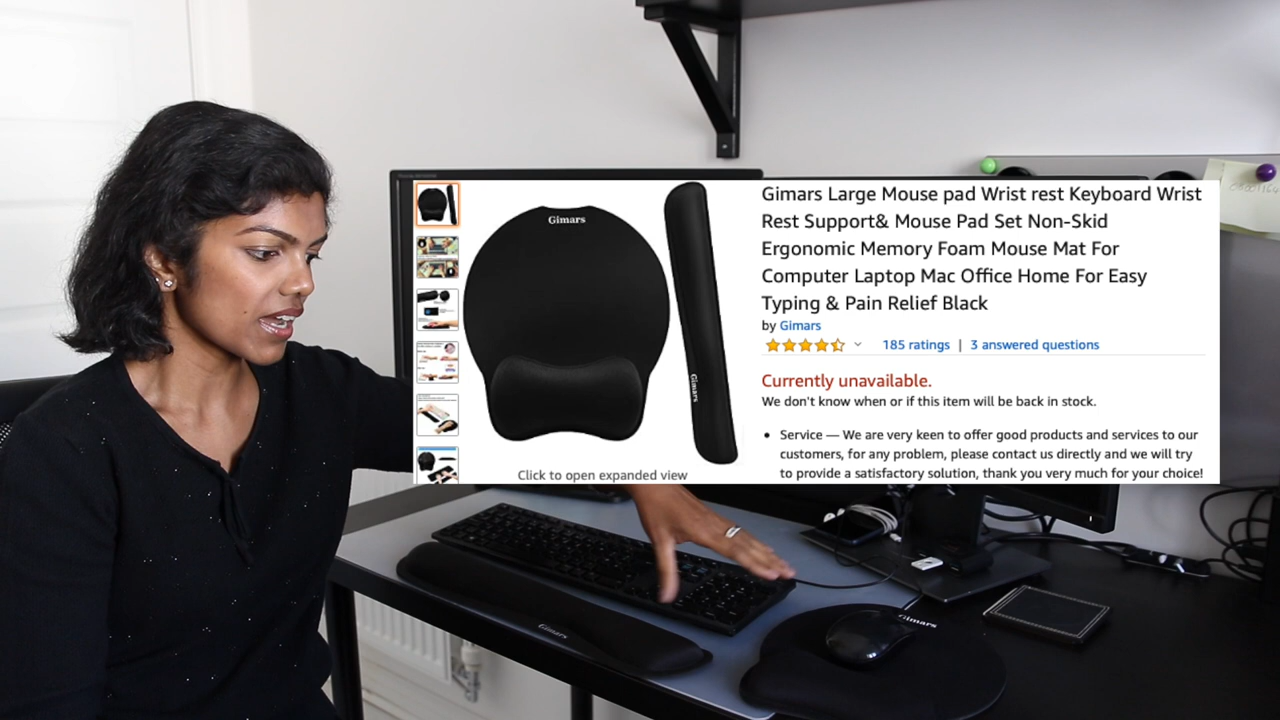 Gimars
Gimars
Click to open expanded view
Gimars Large Mouse pad Wrist rest Keyboard Wrist
Rest Support& Mouse Pad Set Non-Skid
Ergonomic Memory Foam Mouse Mat For
Computer Laptop Mac Office Home For Easy
Typing & Pain Relief Black
by Gimars
185 ratings | 3 answered questions
Currently unavailable.
We don't know when or if this item will be back in stock.
• Service — We are very keen to offer good products and services to our
customers, for any problem, please contact us directly and we will try
to provide a satisfactory solution, thank you very much for your choice!
Gimars
Gimars